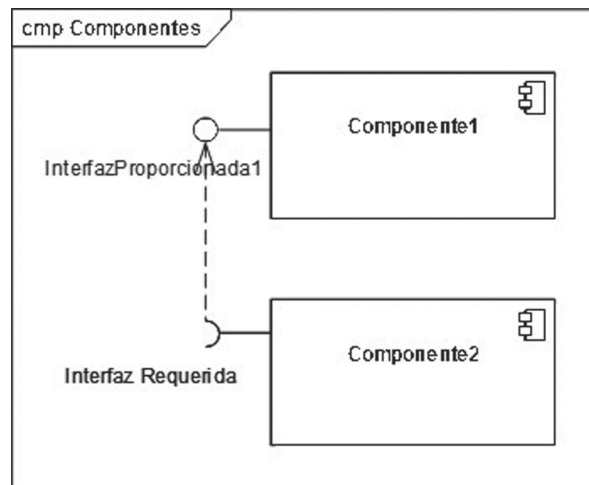 cmp Componentes
Componente1
InterfazProporcionada1
Componente2
Interfaz Requerida